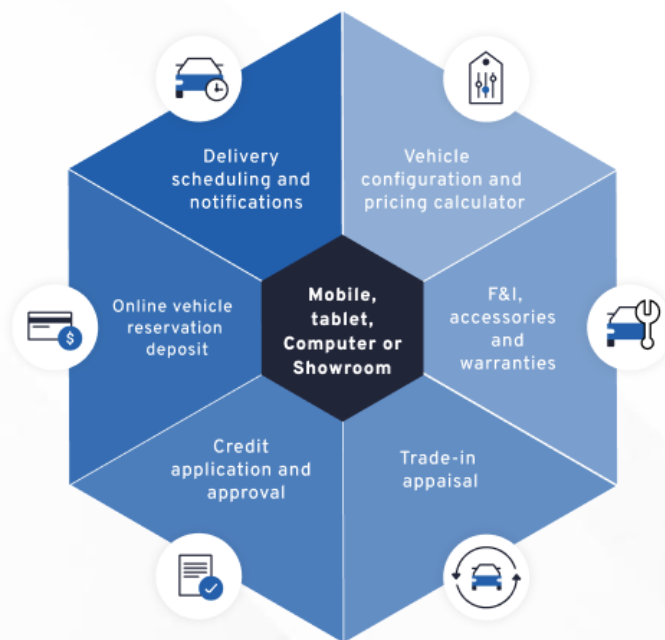 Delivery
scheduling and
notifications
Vehicle
configuration and
pricing calculator
Online vehicle
reservation
deposit
$
Mobile,
tablet,
Computer or
Showroom
F&I,
accessories
and
warranties
Credit
application and
approval
Trade-in
appaisal